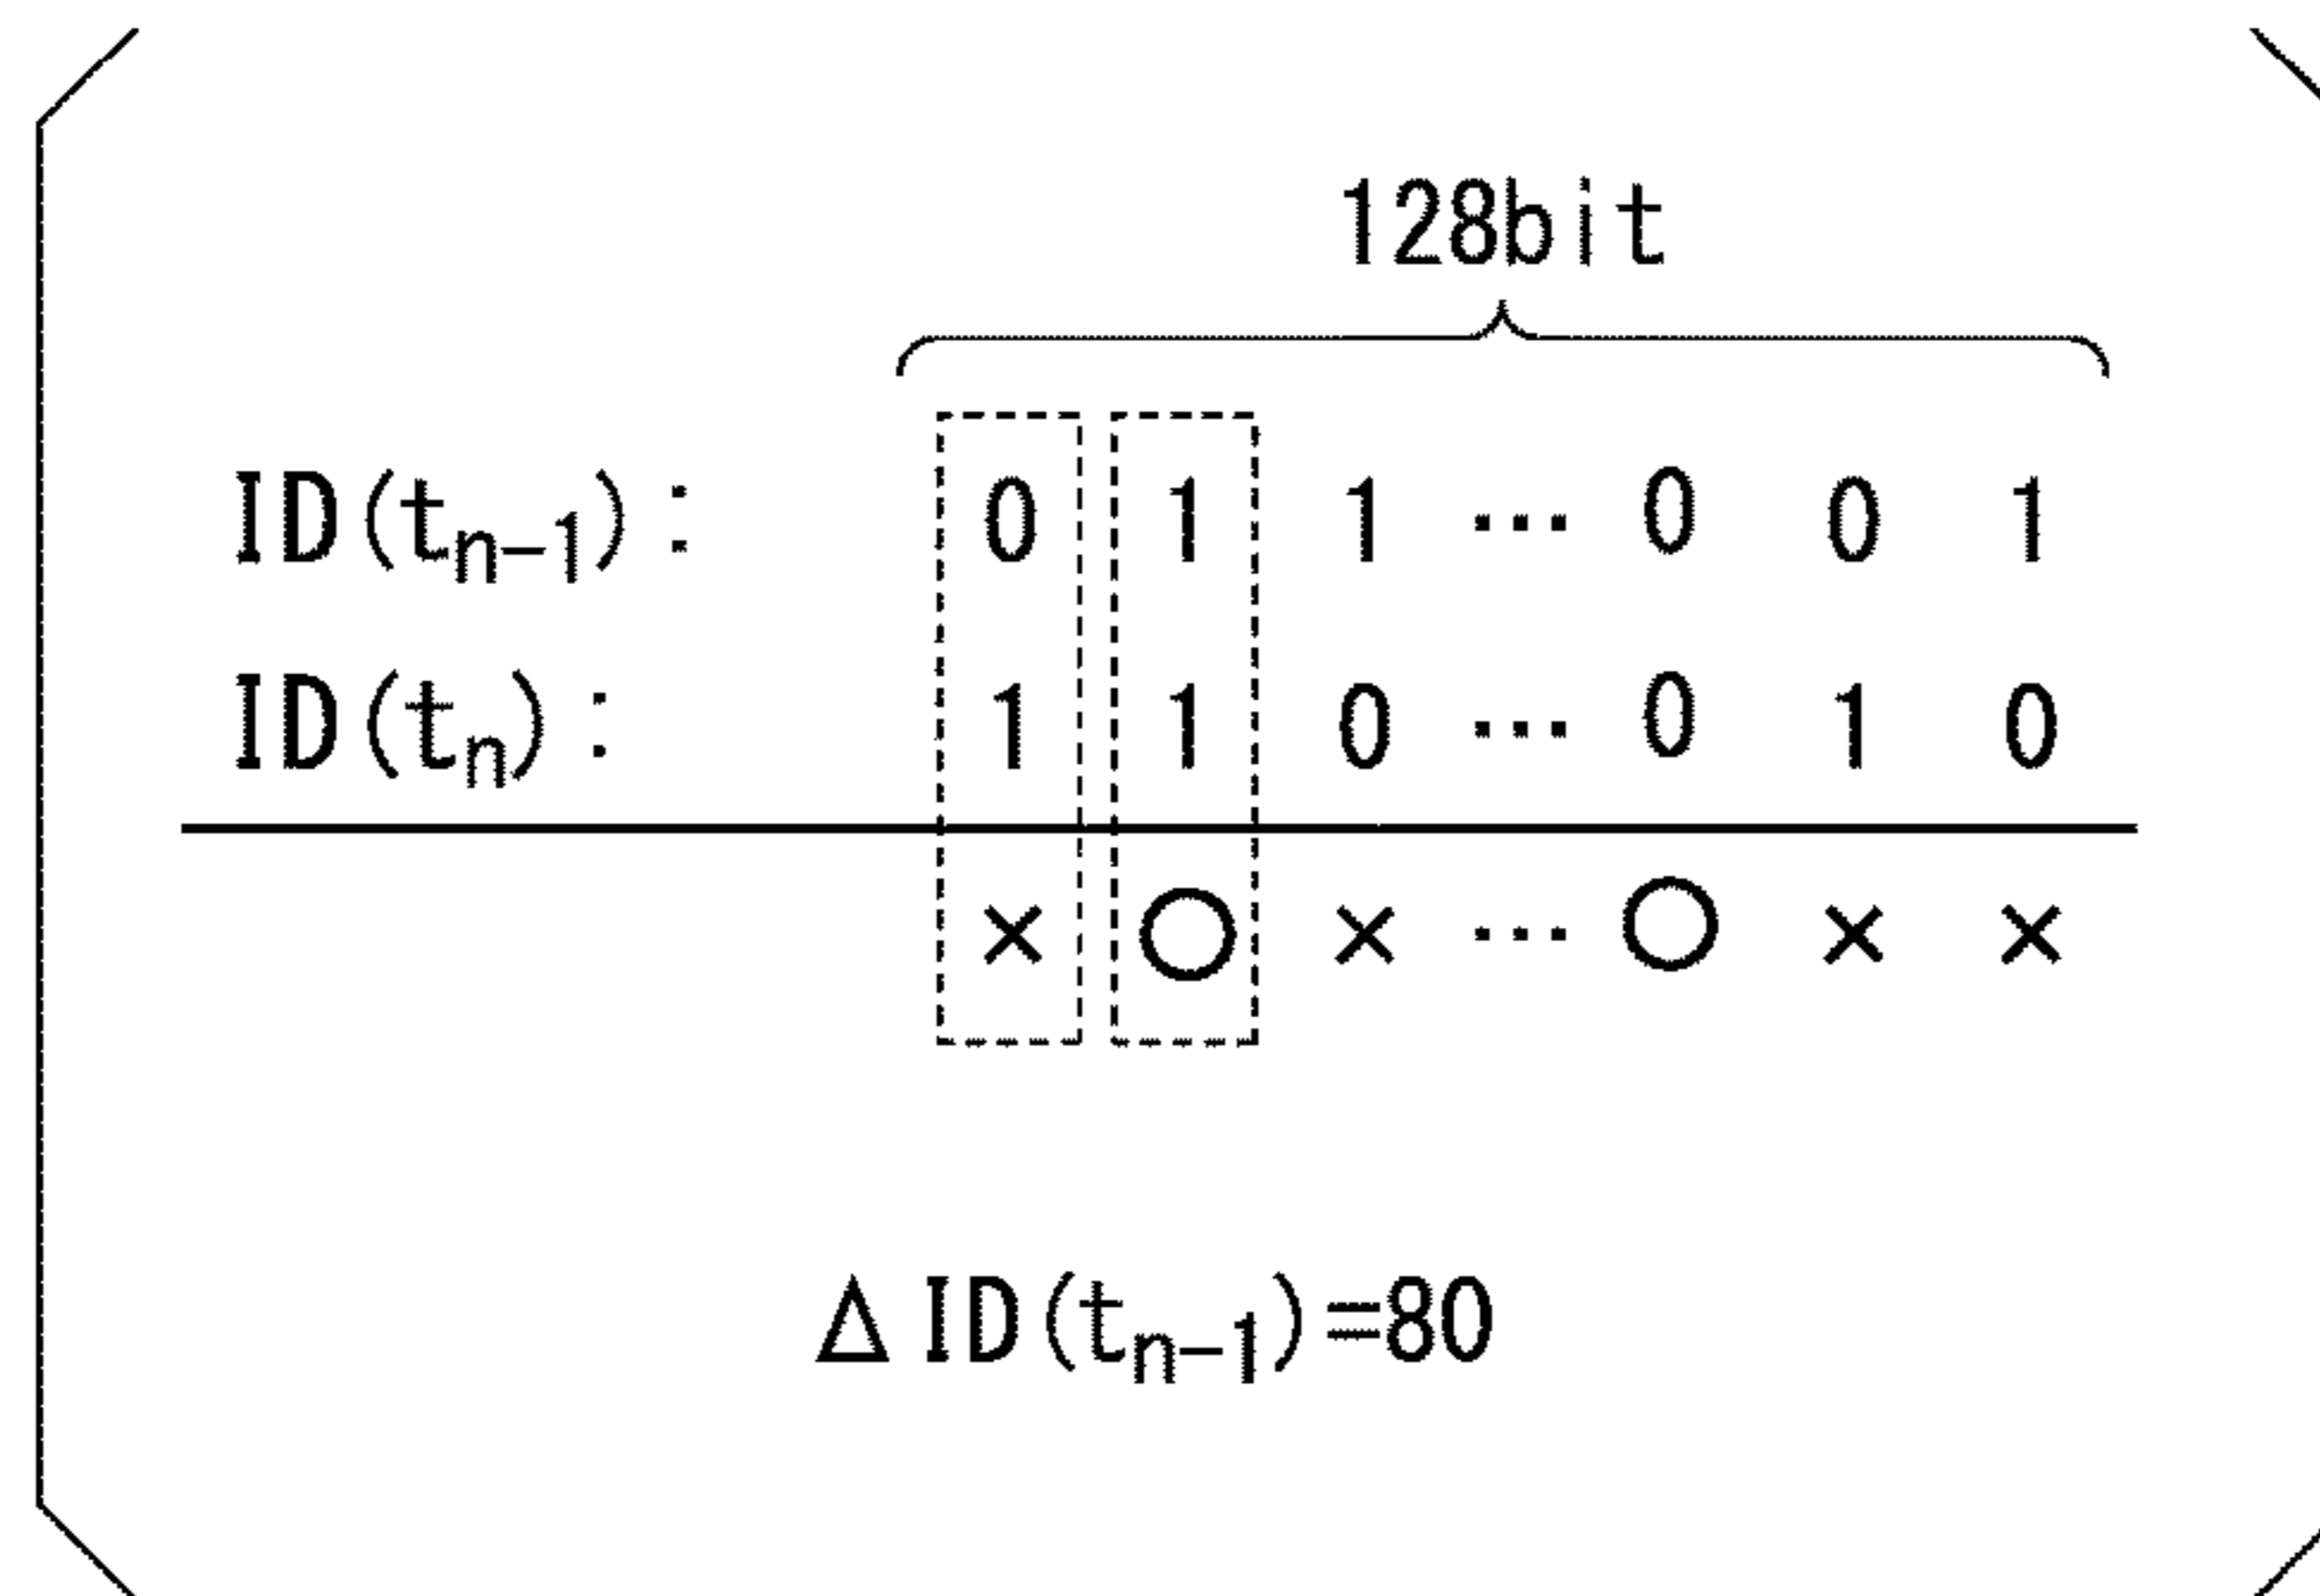 128bit
ID(tn-1): 0 1 1 … 0 0 1
ID(tn): 1 1 0 … 0 1 0
× ○ × … ○ × ×
Δ ID(tn-1)=80